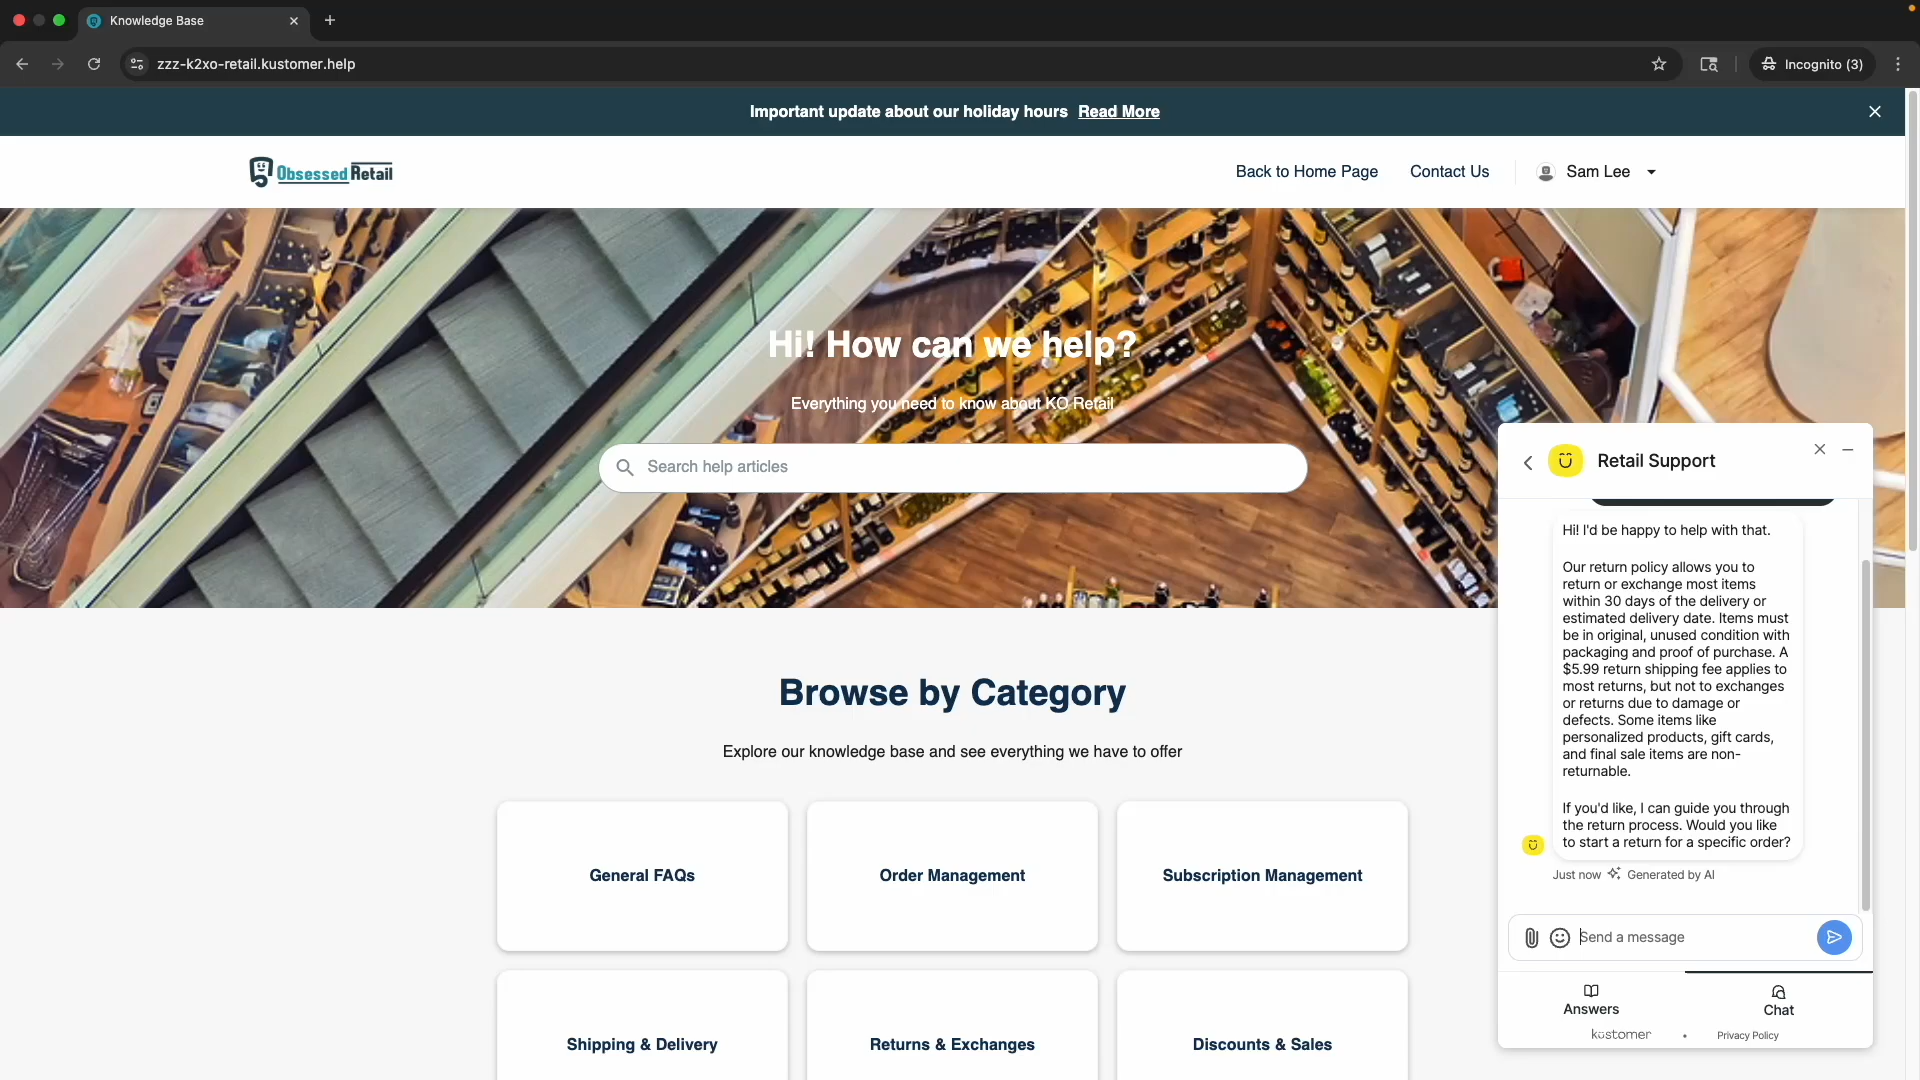 Knowledge Base
zzz-k2xo-retail.kustomer.help
Incognito (3)
Important update about our holiday hours Read More
Obsessed Retail
Back to Home Page
Contact Us
Sam Lee
Hi! How can we help?
Everything you need to know about KO Retail
Search help articles
Browse by Category
Explore our knowledge base and see everything we have to offer
General FAQs
Order Management
Subscription Management
Shipping & Delivery
Returns & Exchanges
Discounts & Sales
Retail Support
Hi! I'd be happy to help with that.
Our return policy allows you to
return or exchange most items
within 30 days of the delivery or
estimated delivery date. Items must
be in original, unused condition with
packaging and proof of purchase. A
$5.99 return shipping fee applies to
most returns, but not to exchanges
or returns due to damage or
defects. Some items like
personalized products, gift cards,
and final sale items are non-
returnable.
If you'd like, I can guide you through
the return process. Would you like
to start a return for a specific order?
Just now Generated by AI
Send a message
Answers
Chat
kustomer
Privacy Policy